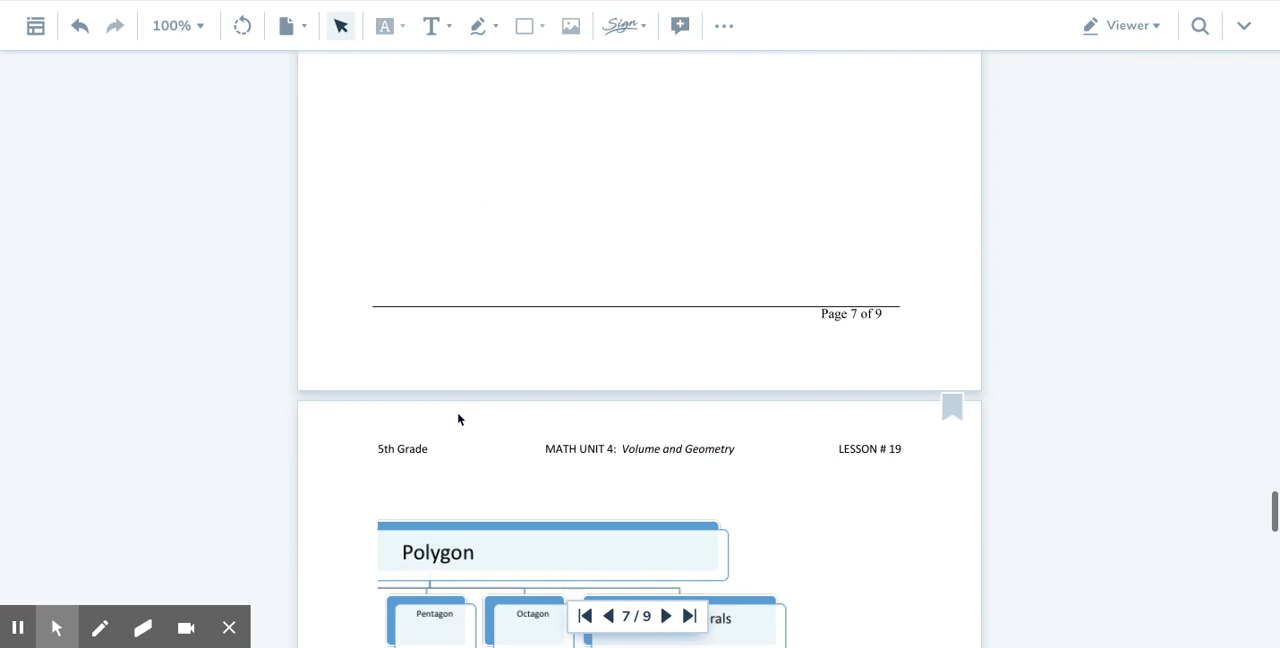 100%
A
T
Sign
Viewer
Page 7 of 9
5th Grade MATH UNIT 4: Volume and Geometry LESSON # 19
Polygon
Pentagon Octagon rals
7 / 9